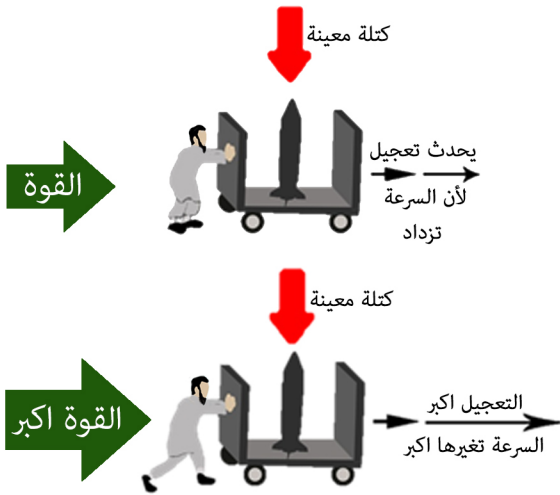 كتلة معينة
القوة
يحدث تعجيل
لأن السرعة
تزداد
كتلة معينة
القوة اكبر
التعجيل اكبر
السرعة تغيرها اكبر